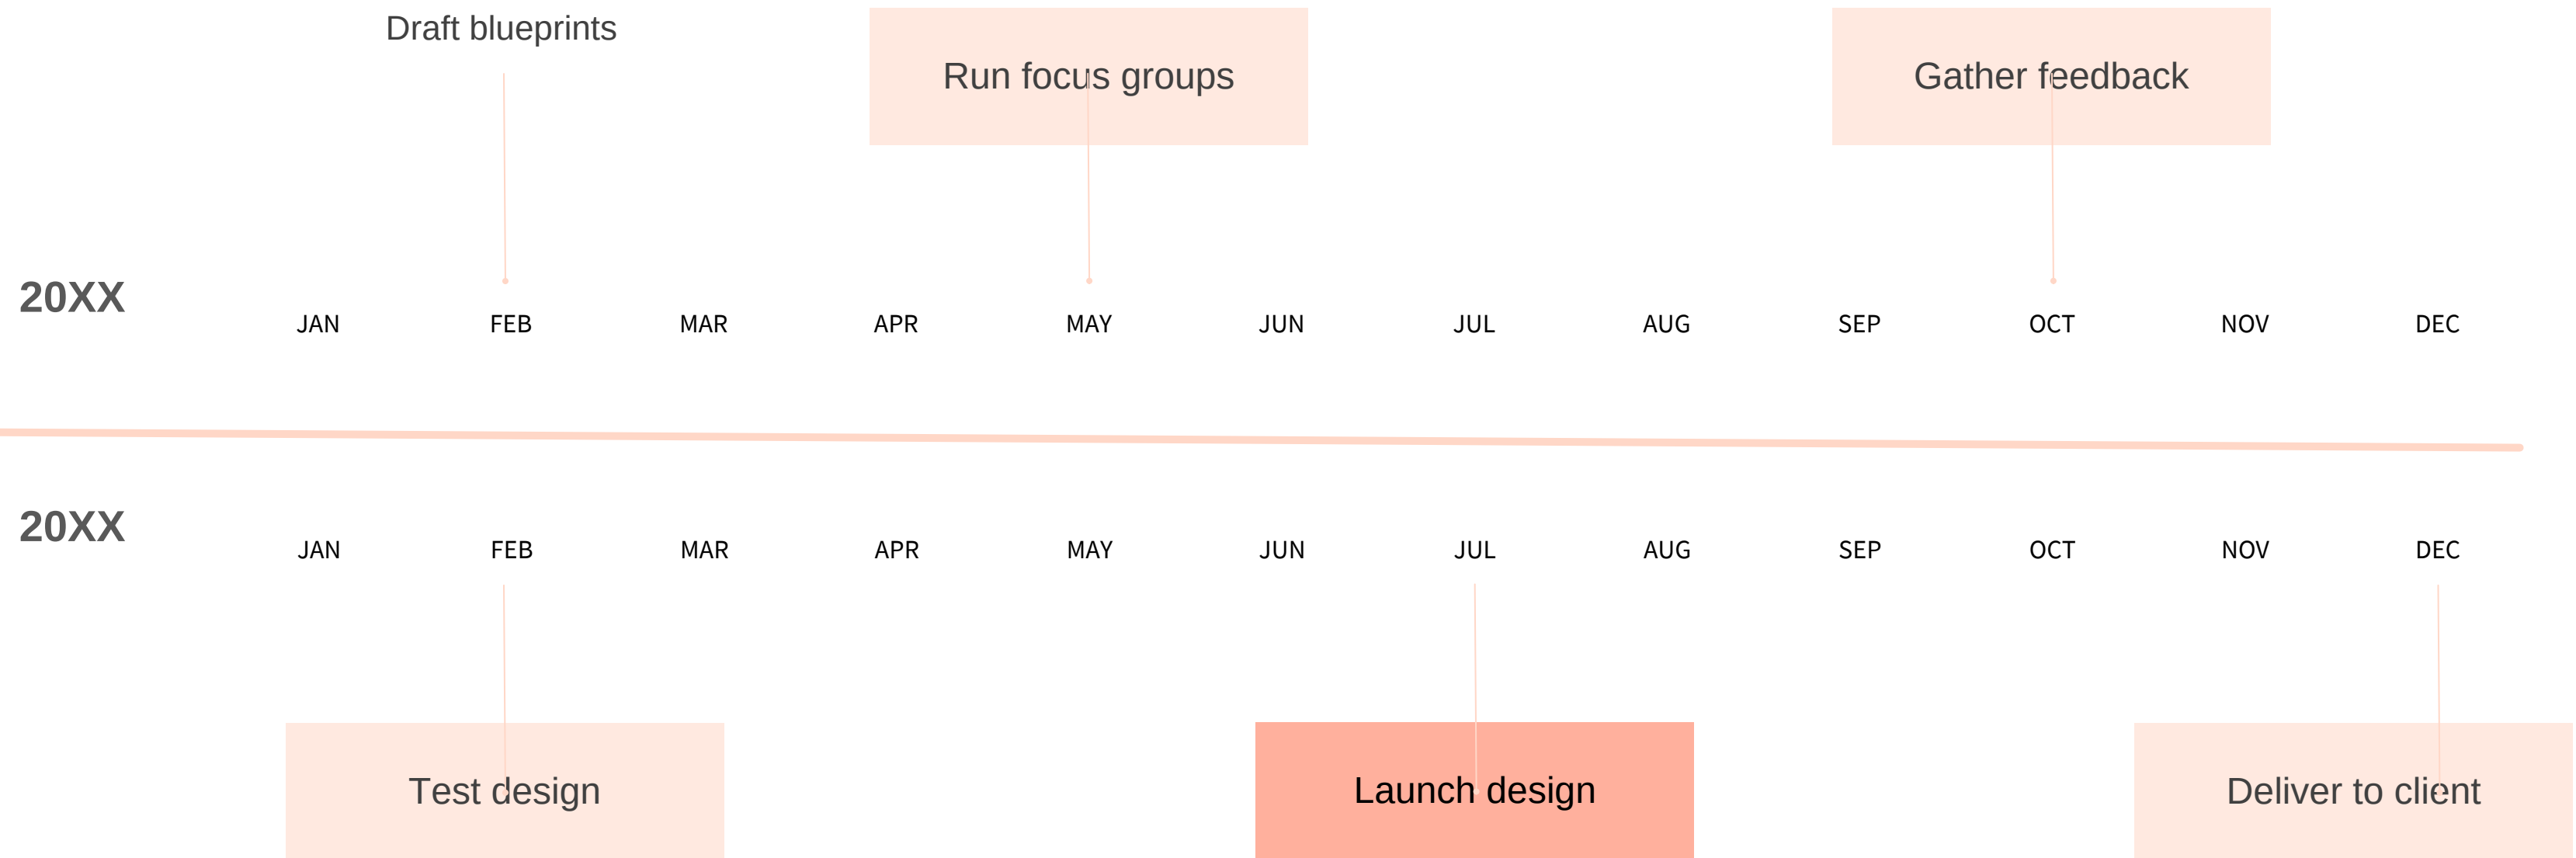 Draft blueprints
Run focus groups
Gather feedback
20XX
JAN FEB MAR APR MAY JUN JUL AUG SEP OCT NOV DEC
20XX
JAN FEB MAR APR MAY JUN JUL AUG SEP OCT NOV DEC
Test design
Launch design
Deliver to client